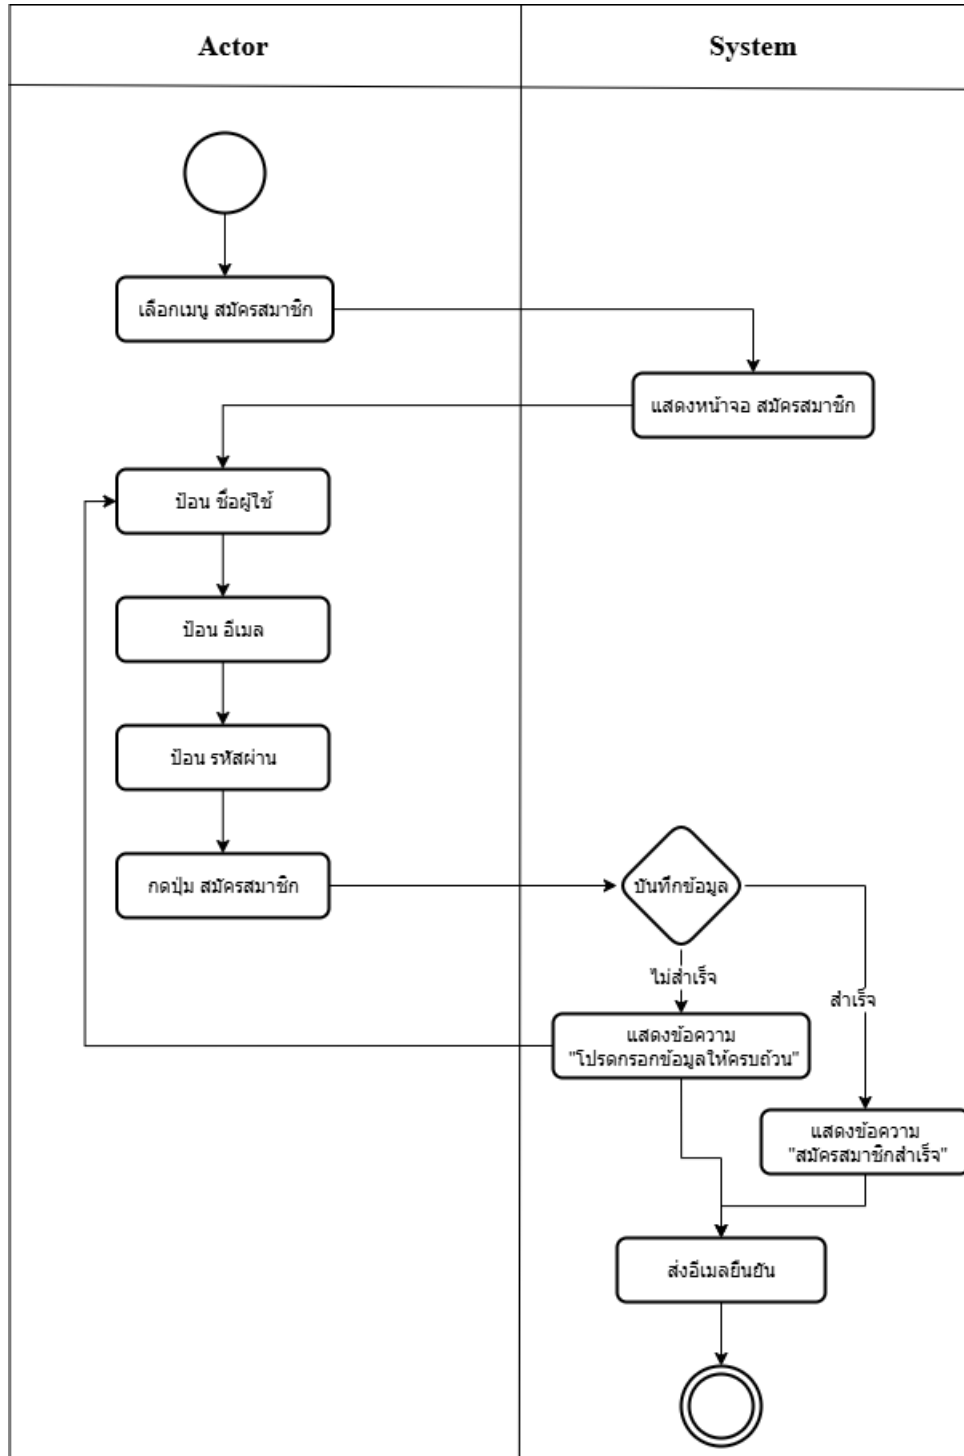 Actor
System
เลือกเมนู สมัครสมาชิก
แสดงหน้าจอ สมัครสมาชิก
ป้อน ชื่อผู้ใช้
ป้อน อีเมล
ป้อน รหัสผ่าน
กดปุ่ม สมัครสมาชิก
บันทึกข้อมูล
ไม่สำเร็จ
สำเร็จ
แสดงข้อความ
"โปรดกรอกข้อมูลให้ครบถ้วน"
แสดงข้อความ
"สมัครสมาชิกสำเร็จ"
ส่งอีเมลยืนยัน